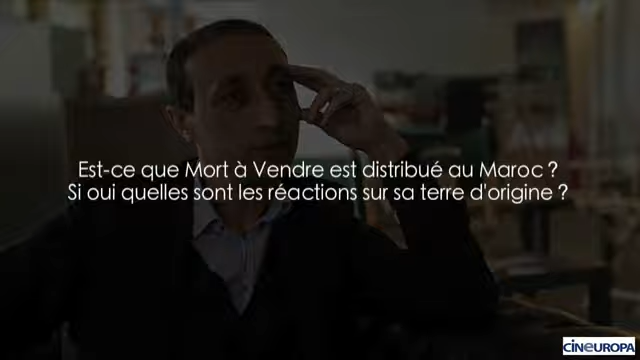 Est-ce que Mort à Vendre est distribué au Maroc ?
Si oui quelles sont les réactions sur sa terre d'origine ?
CINEUROPA